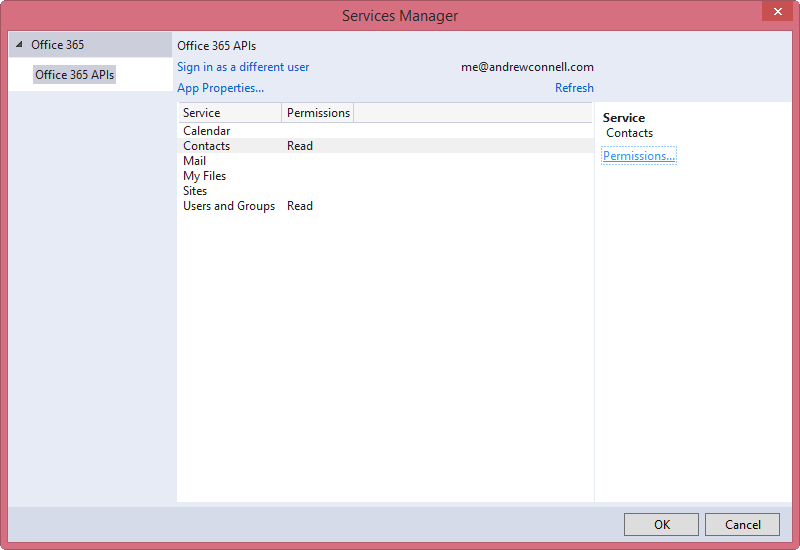 Services Manager
Office 365
Office 365 APIs
Office 365 APIs
Sign in as a different user me@andrewconnell.com
App Properties... Refresh
Service Permissions
Calendar
Contacts Read
Mail
My Files
Sites
Users and Groups Read
Service
Contacts
Permissions...
OK Cancel